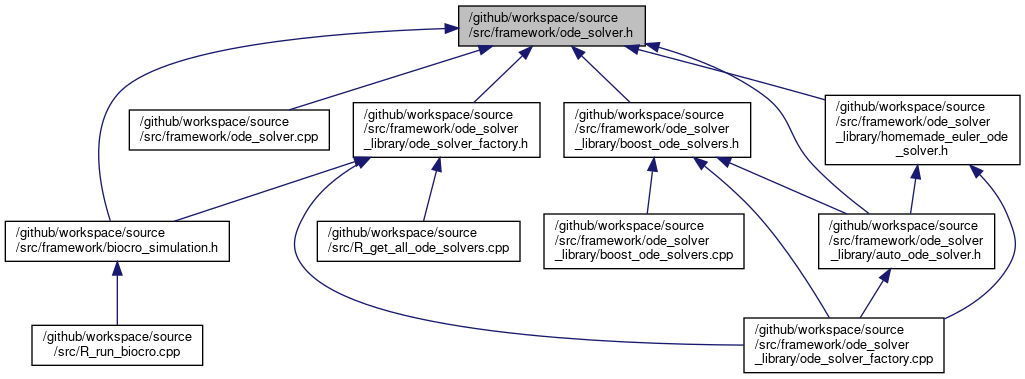 /github/workspace/source
/src/framework/ode_solver.h
/github/workspace/source
/src/framework/ode_solver.cpp
/github/workspace/source
/src/framework/ode_solver
_library/ode_solver_factory.h
/github/workspace/source
/src/framework/ode_solver
_library/boost_ode_solvers.h
/github/workspace/source
/src/framework/ode_solver
_library/homemade_euler_ode
_solver.h
/github/workspace/source
/src/framework/biocro_simulation.h
/github/workspace/source
/src/R_get_all_ode_solvers.cpp
/github/workspace/source
/src/framework/ode_solver
_library/boost_ode_solvers.cpp
/github/workspace/source
/src/framework/ode_solver
_library/auto_ode_solver.h
/github/workspace/source
/src/R_run_biocro.cpp
/github/workspace/source
/src/framework/ode_solver
_library/ode_solver_factory.cpp